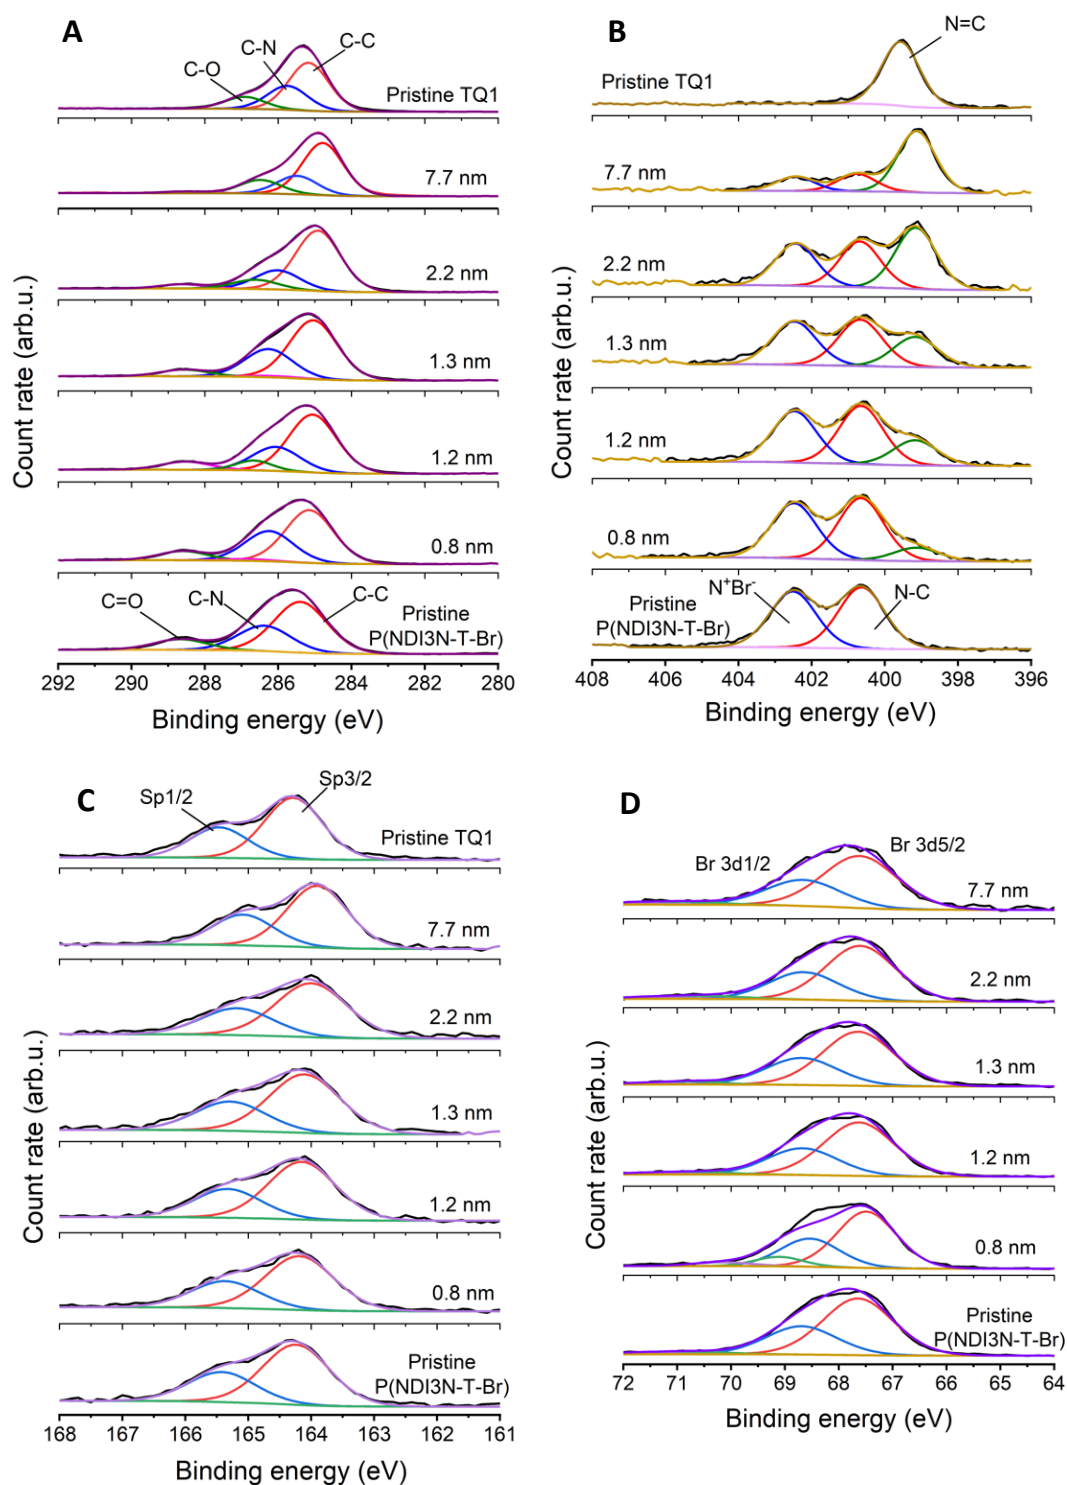 A
C-O
C-N
C-C
Pristine TQ1
7.7 nm
2.2 nm
1.3 nm
1.2 nm
0.8 nm
C=O
C-N
C-C
Pristine
P(NDI3N-T-Br)
292 290 288 286 284 282 280
Binding energy (eV)
Count rate (arb.u.)
B
N=C
Pristine TQ1
7.7 nm
2.2 nm
1.3 nm
1.2 nm
0.8 nm
N⁺Br⁻
N-C
Pristine
P(NDI3N-T-Br)
408 406 404 402 400 398 396
Binding energy (eV)
Count rate (arb.u.)
C
Sp1/2
Sp3/2
Pristine TQ1
7.7 nm
2.2 nm
1.3 nm
1.2 nm
0.8 nm
Pristine
P(NDI3N-T-Br)
168 167 166 165 164 163 162 161
Binding energy (eV)
Count rate (arb.u.)
D
Br 3d1/2
Br 3d5/2
7.7 nm
2.2 nm
1.3 nm
1.2 nm
0.8 nm
Pristine
P(NDI3N-T-Br)
72 71 70 69 68 67 66 65 64
Binding energy (eV)
Count rate (arb.u.)